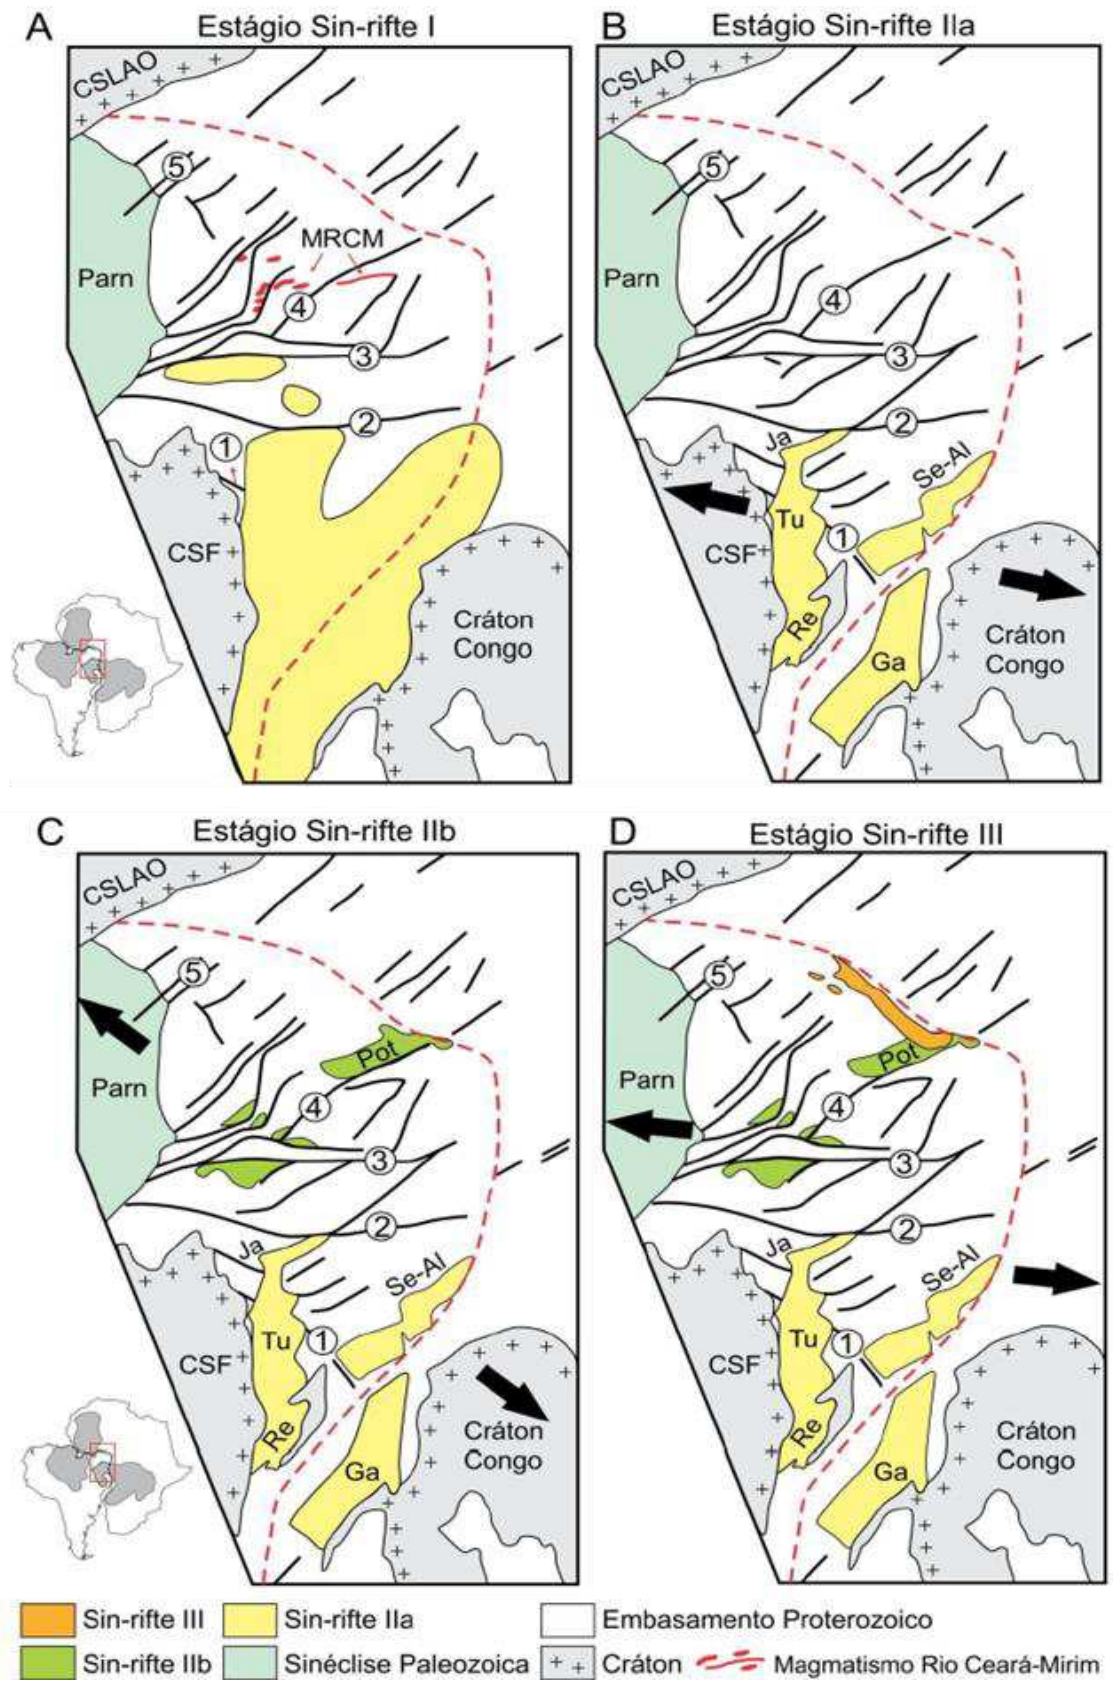 A
Estágio Sin-rifte I
CSLAO
5
MRCM
Parn
4
3
2
1
CSF
Cráton
Congo
B
Estágio Sin-rifte IIa
CSLAO
5
Parn
4
3
2
Ja
Se-Al
Tu
1
CSF
Re
Ga
Cráton
Congo
C
Estágio Sin-rifte IIb
CSLAO
5
Pot
Parn
4
3
2
Ja
Se-Al
Tu
1
CSF
Re
Ga
Cráton
Congo
D
Estágio Sin-rifte III
CSLAO
5
Pot
Parn
4
3
2
Ja
Se-Al
Tu
1
CSF
Re
Ga
Cráton
Congo
Sin-rifte III
Sin-rifte IIa
Embasamento Proterozoico
Sin-rifte IIb
Sinéclise Paleozoica
Cráton
Magmatismo Rio Ceará-Mirim